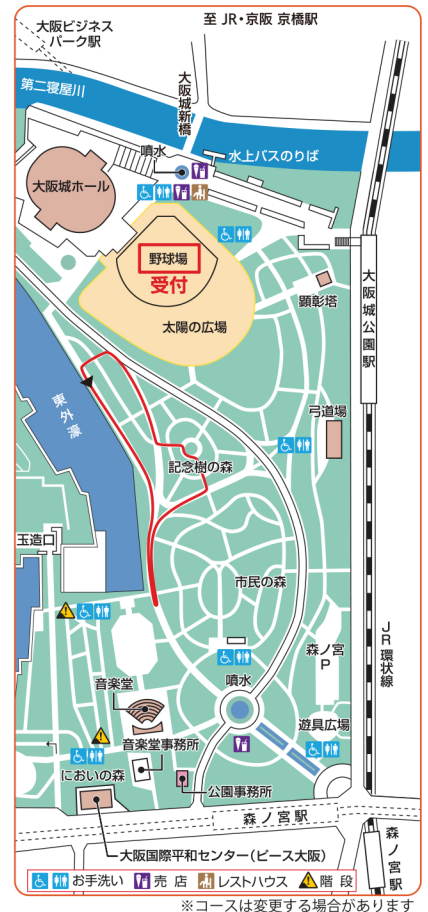 至 JR・京阪 京橋駅
大阪ビジネス
パーク駅
大阪城新橋
第二寝屋川
噴水
水上バスのりば
大阪城ホール
野球場
受付
太陽の広場
顕彰塔
大阪城公園駅
東外濠
弓道場
記念樹の森
玉造口
市民の森
JR環状線
森ノ宮
P
噴水
音楽堂
遊具広場
音楽堂事務所
においの森
公園事務所
森ノ宮駅
大阪国際平和センター(ピース大阪)
森ノ宮駅
お手洗い 売店 レストハウス 階段
※コースは変更する場合があります